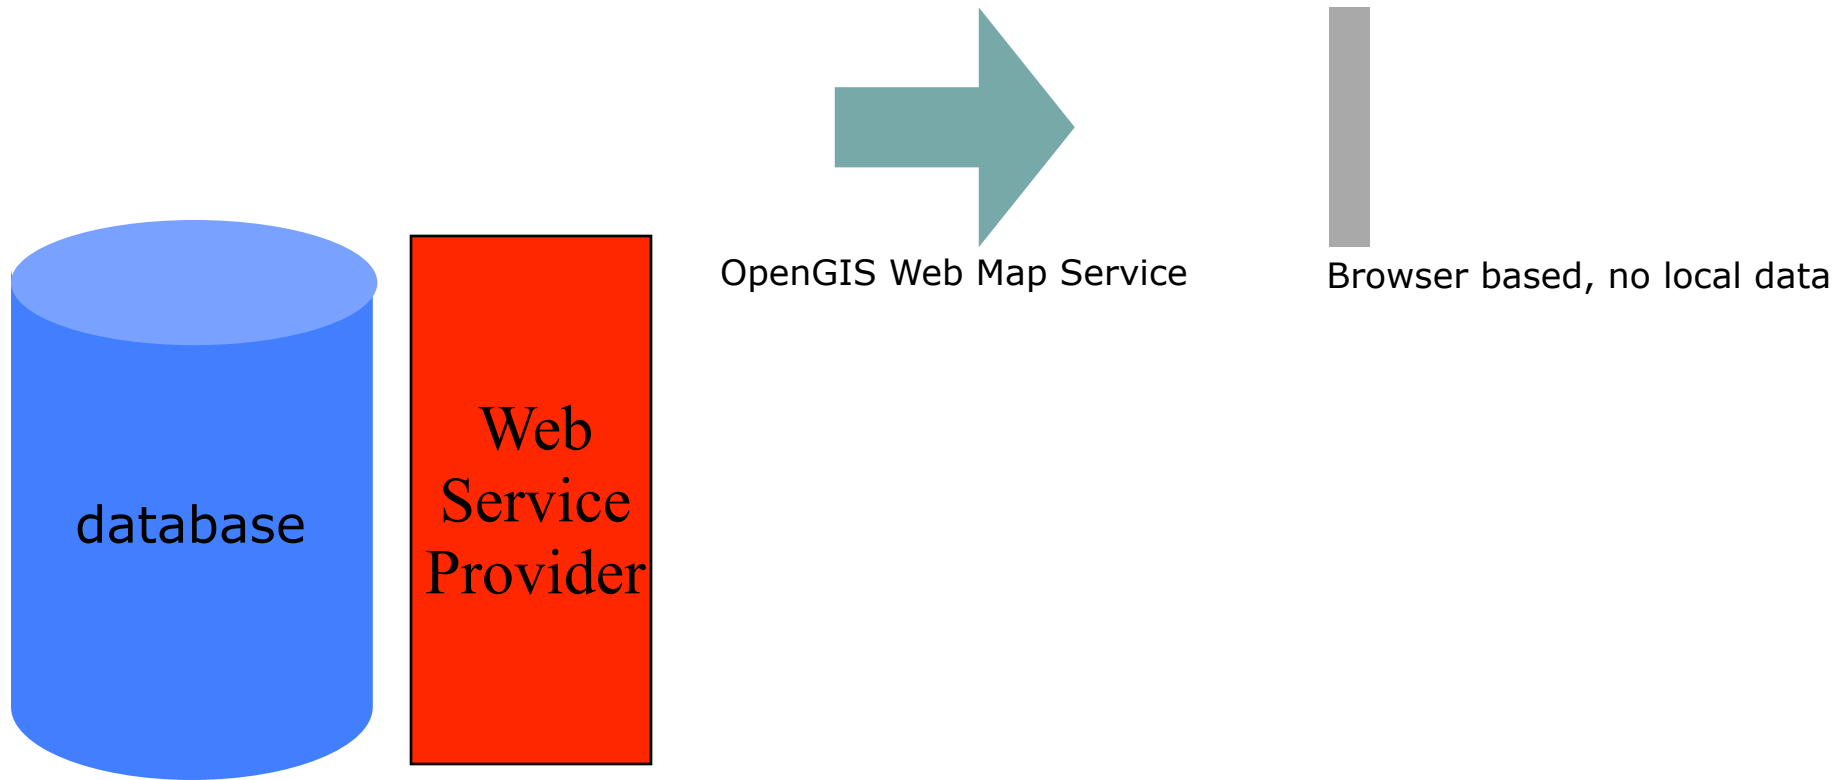 OpenGIS Web Map Service
Browser based, no local data
database
Web
Service
Provider